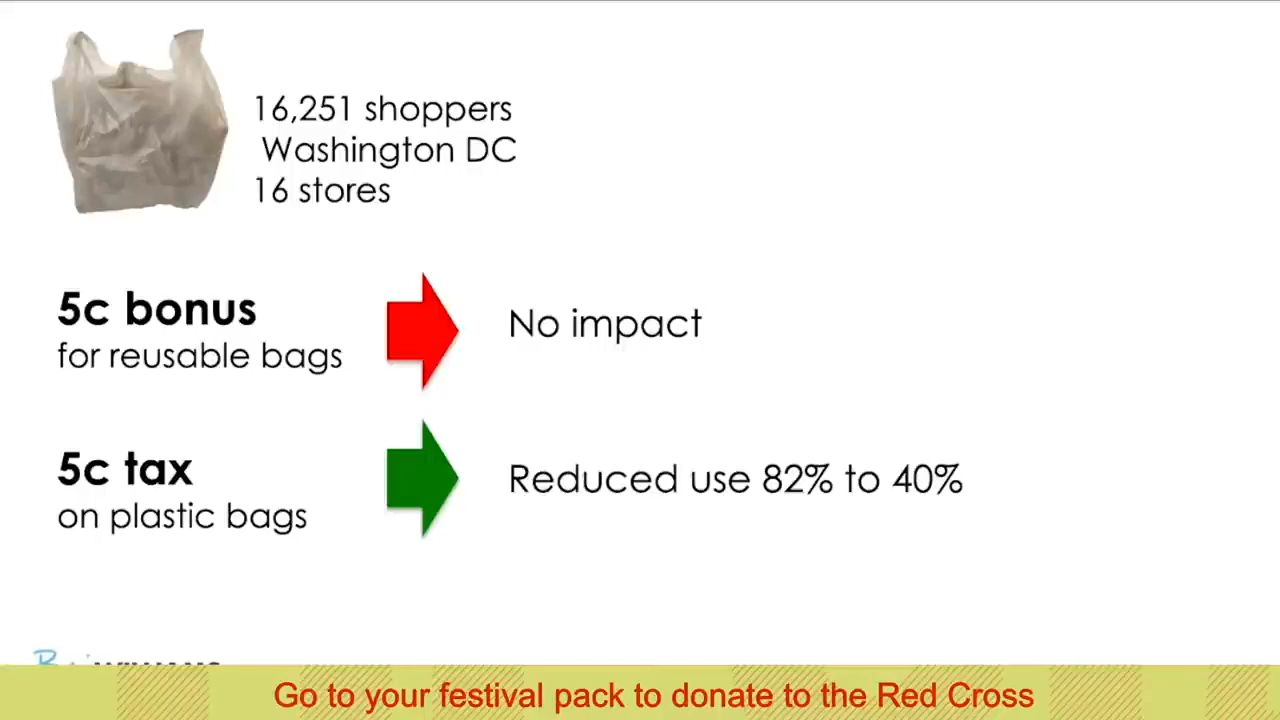 16,251 shoppers
Washington DC
16 stores
5c bonus
for reusable bags
No impact
5c tax
on plastic bags
Reduced use 82% to 40%
Go to your festival pack to donate to the Red Cross